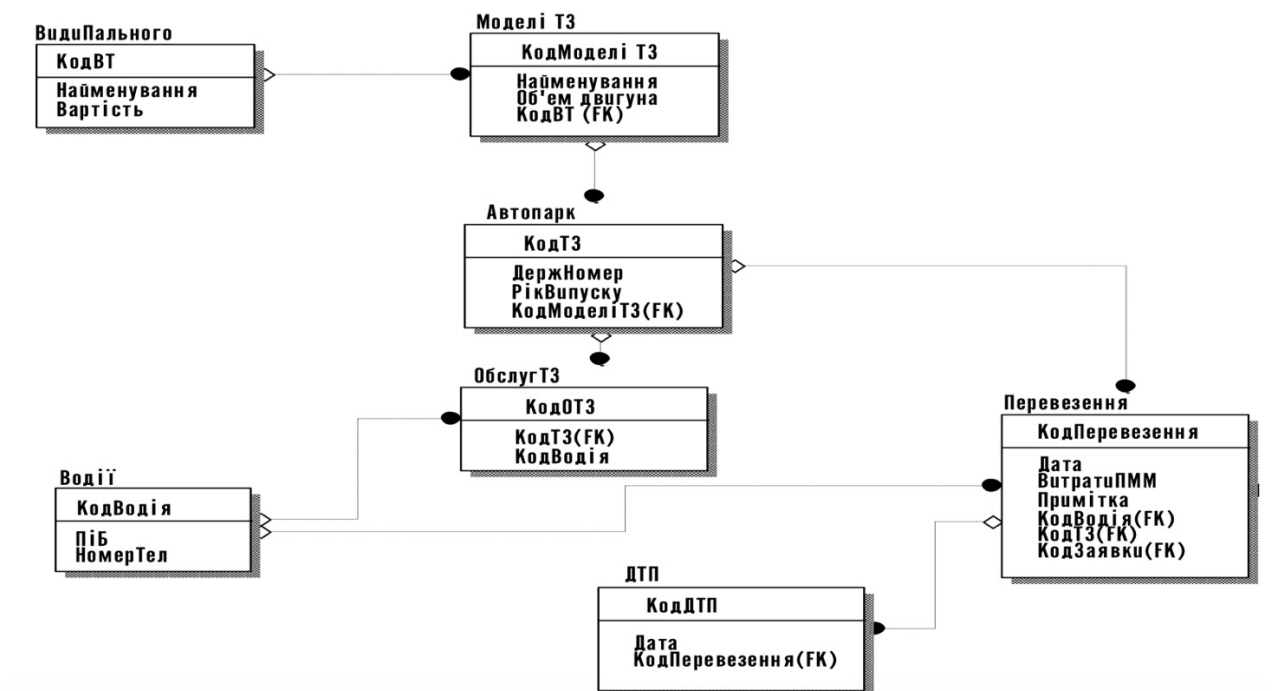 ВидиПального
КодВТ
Найменування
Вартість
Моделі ТЗ
КодМоделі ТЗ
Найменування
Об'ем двигуна
КодВТ (FK)
Автопарк
КодТЗ
ДержНомер
РікВипуску
КодМоделіТЗ(FK)
ОбслугТЗ
КодОТЗ
КодТЗ(FK)
КодВодія
Водії
КодВодія
ПіБ
НомерТел
Перевезення
КодПеревезення
Дата
ВитратиПММ
Примітка
КодВодія(FK)
КодТЗ(FK)
КодЗаявки(FK)
ДТП
КодДТП
Дата
КодПеревезення(FK)